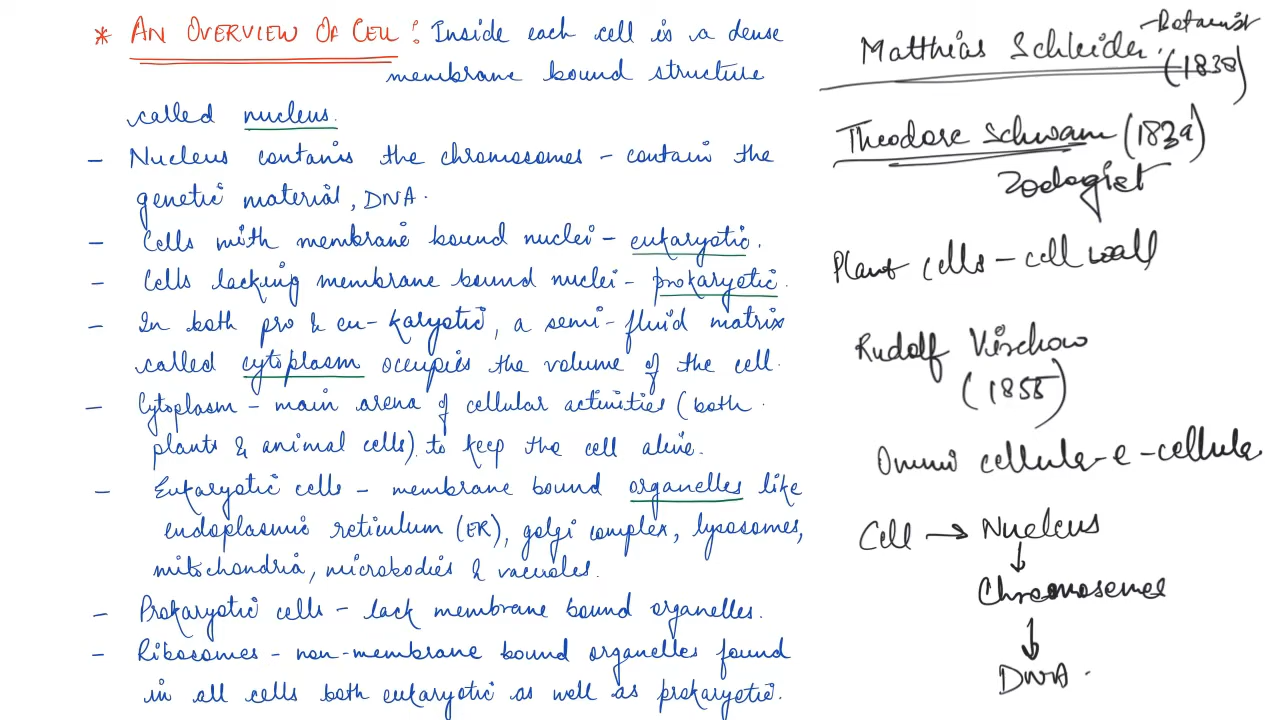 * AN OVERVIEW OF CELL : Inside each cell is a dense
membrane bound structure
called nucleus.
– Nucleus contains the chromosomes – contain the
genetic material, DNA.
– Cells with membrane bound nuclei – eukaryotic.
– Cells lacking membrane bound nuclei – prokaryotic.
– In both pro & eu-karyotic, a semi-fluid matrix
called cytoplasm occupies the volume of the cell.
– Cytoplasm – main arena of cellular activities (both
plants & animal cells) to keep the cell alive.
– Eukaryotic cells – membrane bound organelles like
endoplasmic reticulum (ER), golgi complex, lysosomes,
mitochondria, microbodies & vacuoles.
– Prokaryotic cells – lack membrane bound organelles.
– Ribosomes – non-membrane bound organelles found
in all cells both eukaryotic as well as prokaryotic.
– Botanist
Matthias Schleiden.
(1838)
Theodore Schwann (1839)
Zoologist
Plant cells – cell wall
Rudolf Virchow
(1855)
Omni cellula-e-cellula
Cell → Nucleus
↓
Chromosomes
↓
DNA.